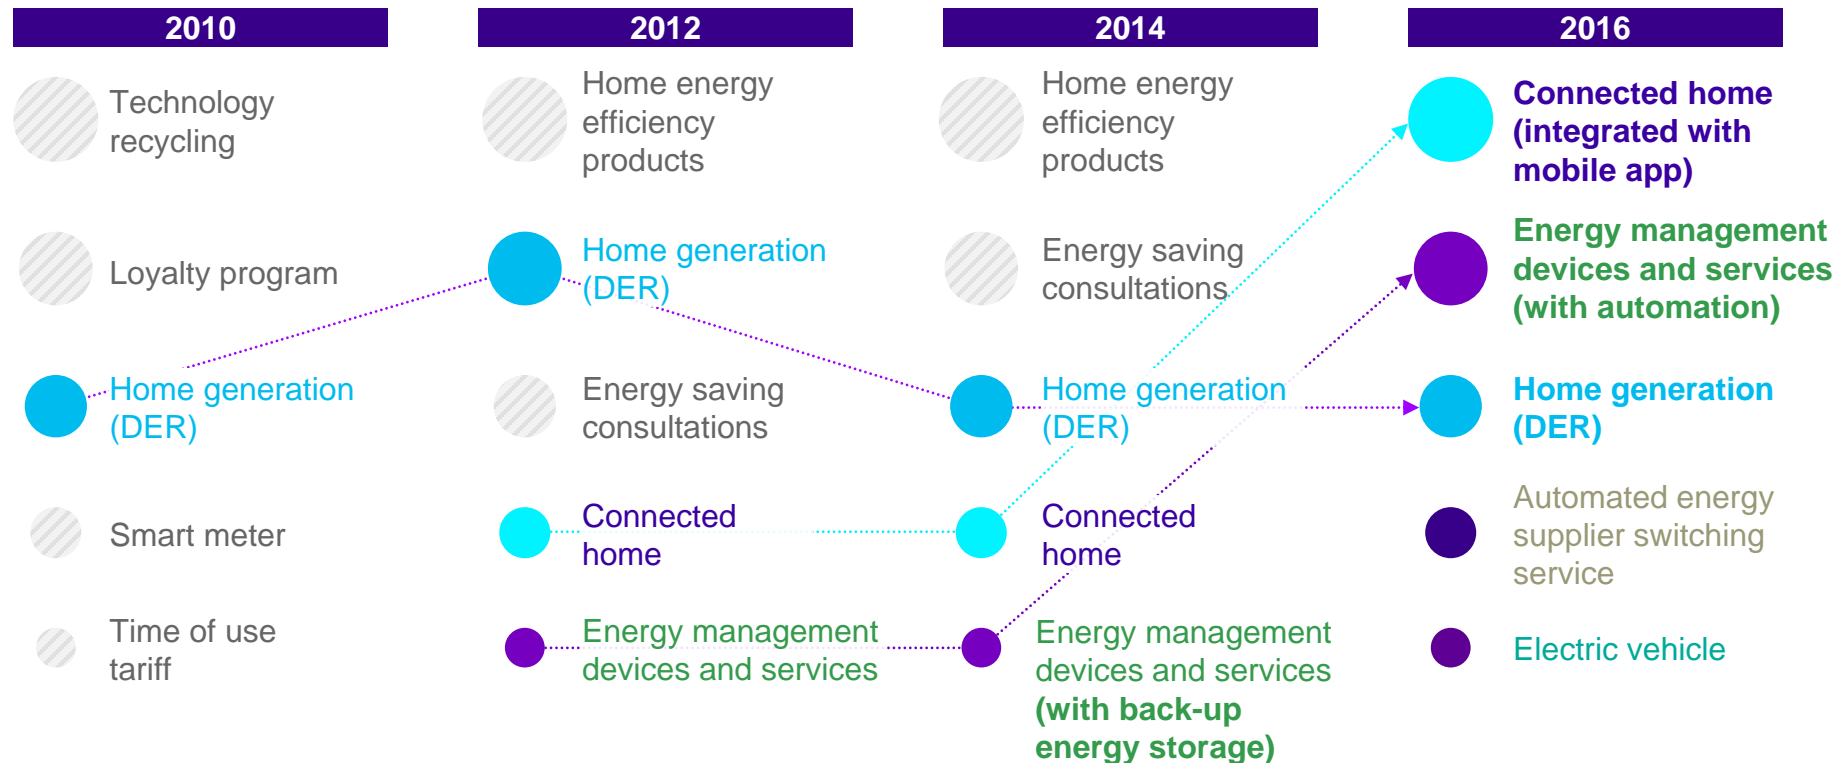 2010
Technology
recycling
Loyalty program
Home generation
(DER)
Smart meter
Time of use
tariff
2012
Home energy
efficiency
products
Home generation
(DER)
Energy saving
consultations
Connected
home
Energy management
devices and services
2014
Home energy
efficiency
products
Energy saving
consultations
Home generation
(DER)
Connected
home
Energy management
devices and services
(with back-up
energy storage)
2016
Connected home
(integrated with
mobile app)
Energy management
devices and services
(with automation)
Home generation
(DER)
Automated energy
supplier switching
service
Electric vehicle